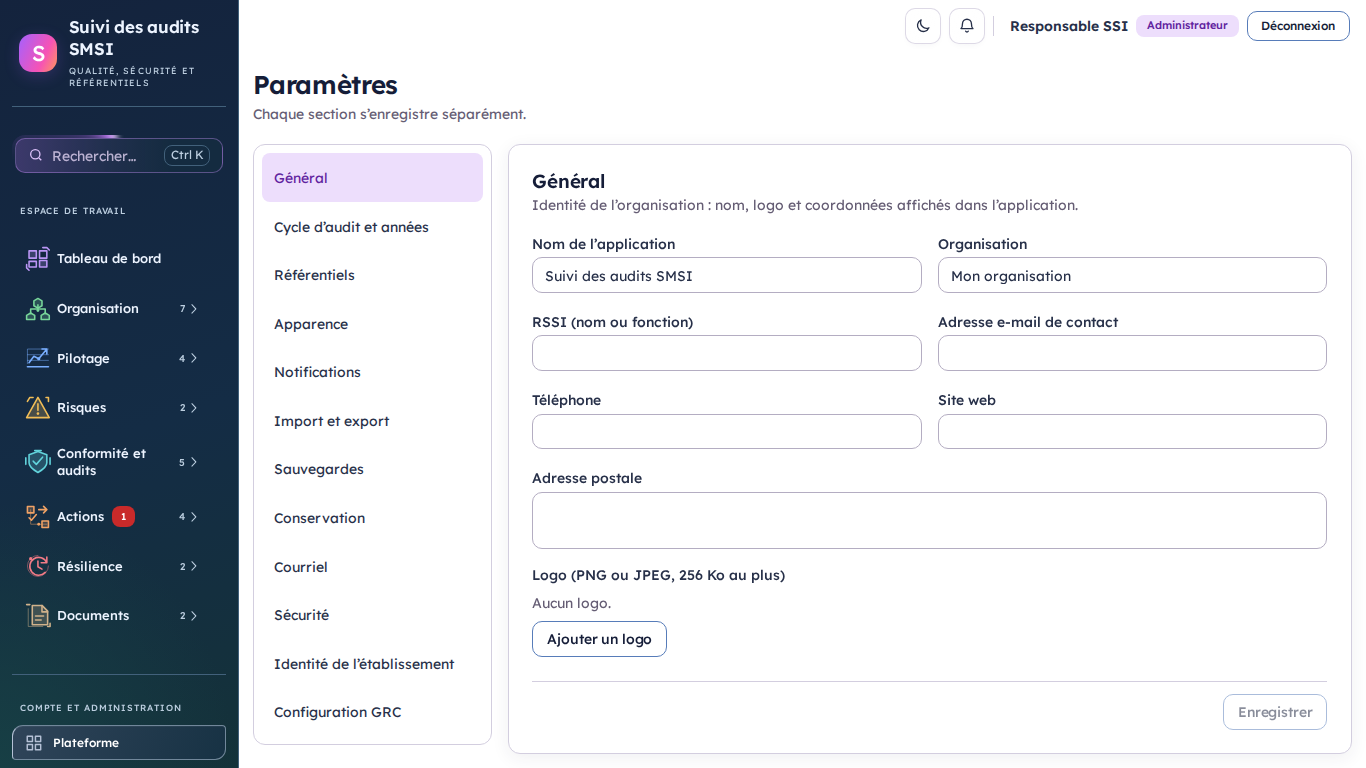 S
Suivi des audits
SMSI
QUALITÉ, SÉCURITÉ ET
RÉFÉRENTIELS
Rechercher...
Ctrl K
ESPACE DE TRAVAIL
Tableau de bord
Organisation 7
Pilotage 4
Risques 2
Conformité et
audits 5
Actions 1 4
Résilience 2
Documents 2
COMPTE ET ADMINISTRATION
Plateforme
Responsable SSI Administrateur Déconnexion
Paramètres
Chaque section s’enregistre séparément.
Général
Cycle d’audit et années
Référentiels
Apparence
Notifications
Import et export
Sauvegardes
Conservation
Courriel
Sécurité
Identité de l’établissement
Configuration GRC
Général
Identité de l’organisation : nom, logo et coordonnées affichés dans l’application.
Nom de l’application Organisation
Suivi des audits SMSI Mon organisation
RSSI (nom ou fonction) Adresse e-mail de contact
Téléphone Site web
Adresse postale
Logo (PNG ou JPEG, 256 Ko au plus)
Aucun logo.
Ajouter un logo
Enregistrer